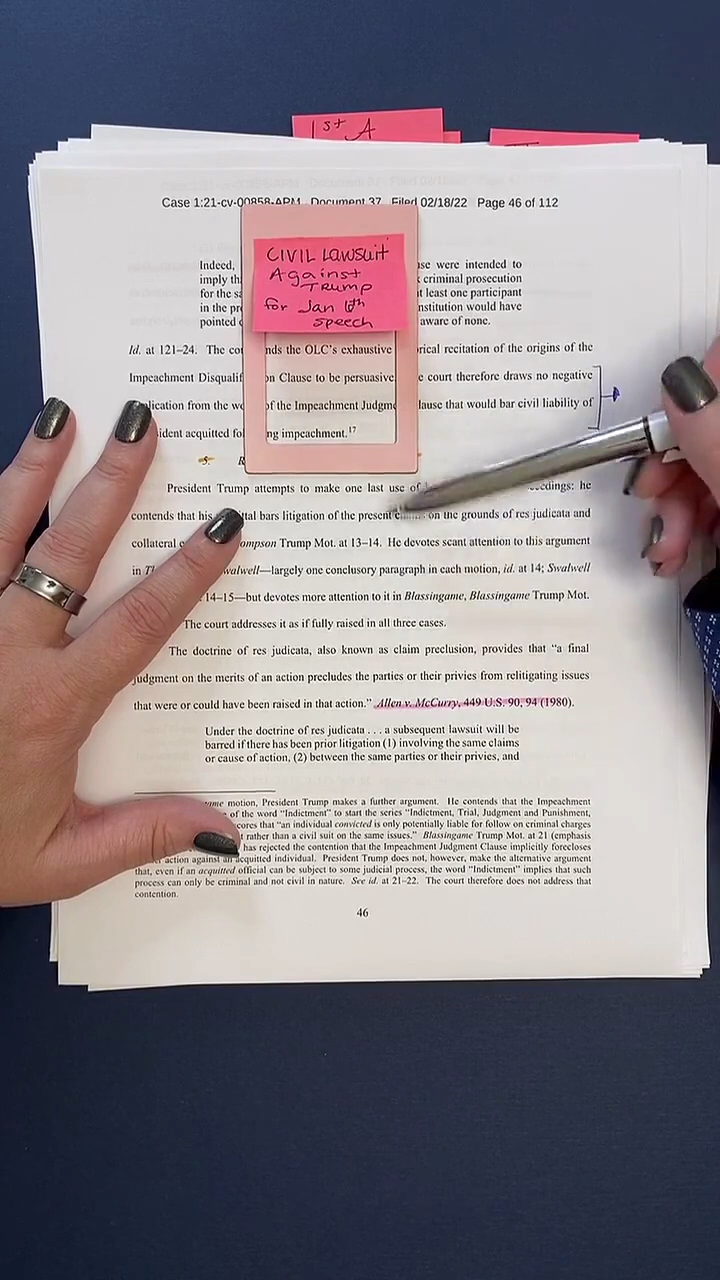 1st A
Case 1:21-cv-00858-APM Document 37 Filed 02/18/22 Page 46 of 112
CIVIL LAWSUIT
Against
TRUMP
for Jan 6th
speech
Indeed, were intended to
imply criminal prosecution
for the least one participant
in the institution would have
pointed aware of none.
Id. at 121–24. The the OLC's exhaustive recitation of the origins of the
Impeachment Clause to be persuasive. court therefore draws no negative
from the of the Impeachment that would bar civil liability of
acquitted impeachment.17
5. R
President Trump attempts to make one last use of he
contends that his bars litigation of the present on the grounds of res judicata and
collateral Trump Mot. at 13–14. He devotes scant attention to this argument
in —largely one conclusory paragraph in each motion, id. at 14; Swalwell
14–15—but devotes more attention to it in Blassingame, Blassingame Trump Mot.
The court addresses it as if fully raised in all three cases.
The doctrine of res judicata, also known as claim preclusion, provides that “a final
judgment on the merits of an action precludes the parties or their privies from relitigating issues
that were or could have been raised in that action.” Allen v. McCurry, 449 U.S. 90, 94 (1980).
Under the doctrine of res judicata . . . a subsequent lawsuit will be
barred if there has been prior litigation (1) involving the same claims
or cause of action, (2) between the same parties or their privies, and
motion, President Trump makes a further argument. He contends that the Impeachment
of the word “Indictment” to start the series “Indictment, Trial, Judgment and Punishment,
that “an individual convicted is only potentially liable for follow on criminal charges
rather than a civil suit on the same issues.” Blassingame Trump Mot. at 21 (emphasis
has rejected the contention that the Impeachment Judgment Clause implicitly forecloses
action against an acquitted individual. President Trump does not, however, make the alternative argument
that, even if an acquitted official can be subject to some judicial process, the word “Indictment” implies that such
process can only be criminal and not civil in nature. See id. at 21–22. The court therefore does not address that
contention.
46